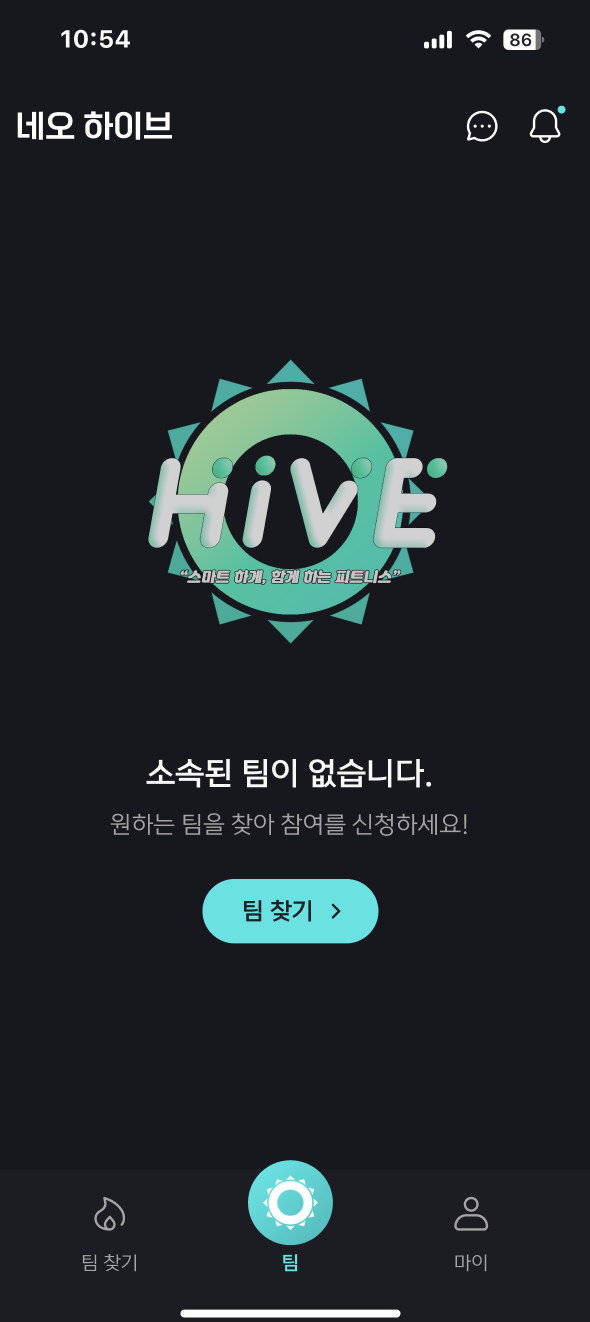 10:54
86
네오 하이브
HiVE
“스마트 하게, 함게 하는 피트니스”
소속된 팀이 없습니다.
원하는 팀을 찾아 참여를 신청하세요!
팀 찾기
팀 찾기
팀
마이